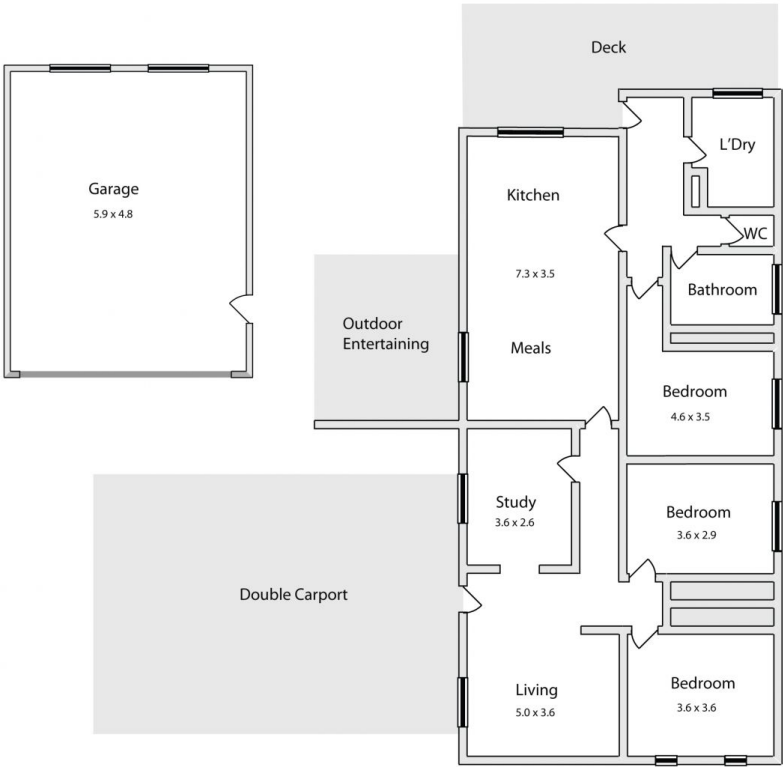 Deck
Garage
5.9 x 4.8
L'Dry
Kitchen
WC
7.3 x 3.5
Bathroom
Outdoor
Entertaining
Meals
Bedroom
4.6 x 3.5
Study
3.6 x 2.6
Bedroom
3.6 x 2.9
Double Carport
Living
5.0 x 3.6
Bedroom
3.6 x 3.6